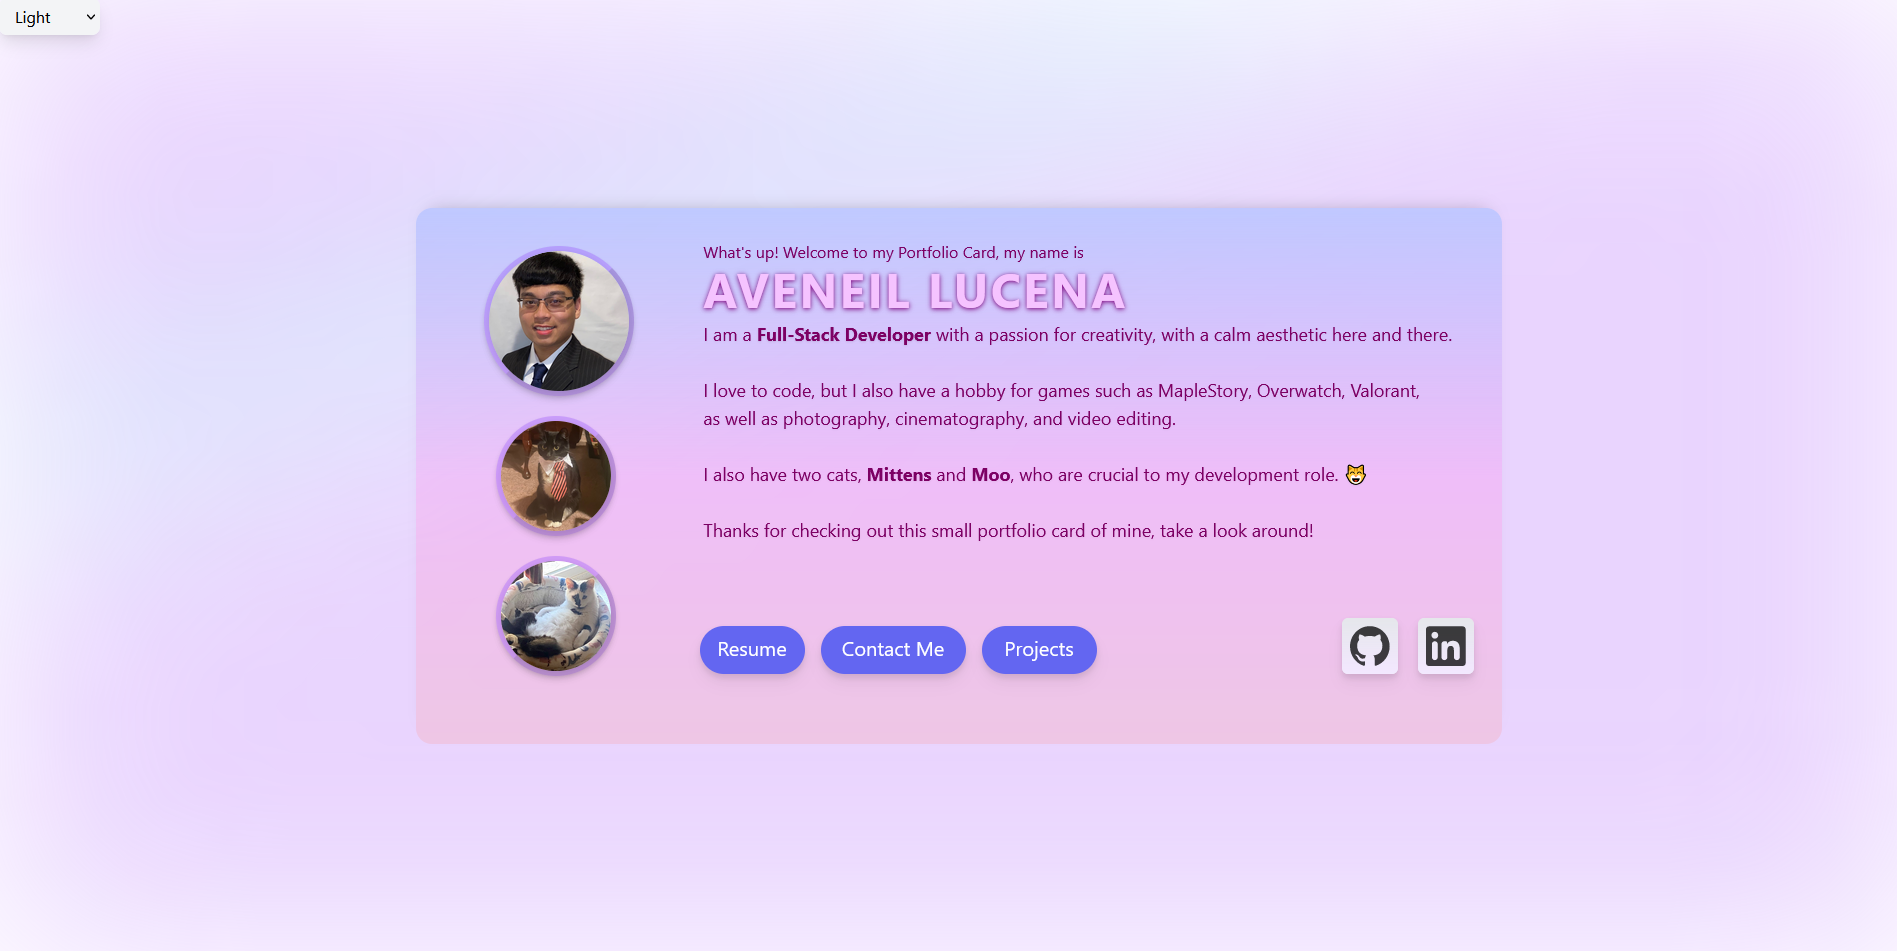 Light
What's up! Welcome to my Portfolio Card, my name is
AVENEIL LUCENA
I am a Full-Stack Developer with a passion for creativity, with a calm aesthetic here and there.
I love to code, but I also have a hobby for games such as MapleStory, Overwatch, Valorant,
as well as photography, cinematography, and video editing.
I also have two cats, Mittens and Moo, who are crucial to my development role. 😸
Thanks for checking out this small portfolio card of mine, take a look around!
Resume Contact Me Projects in